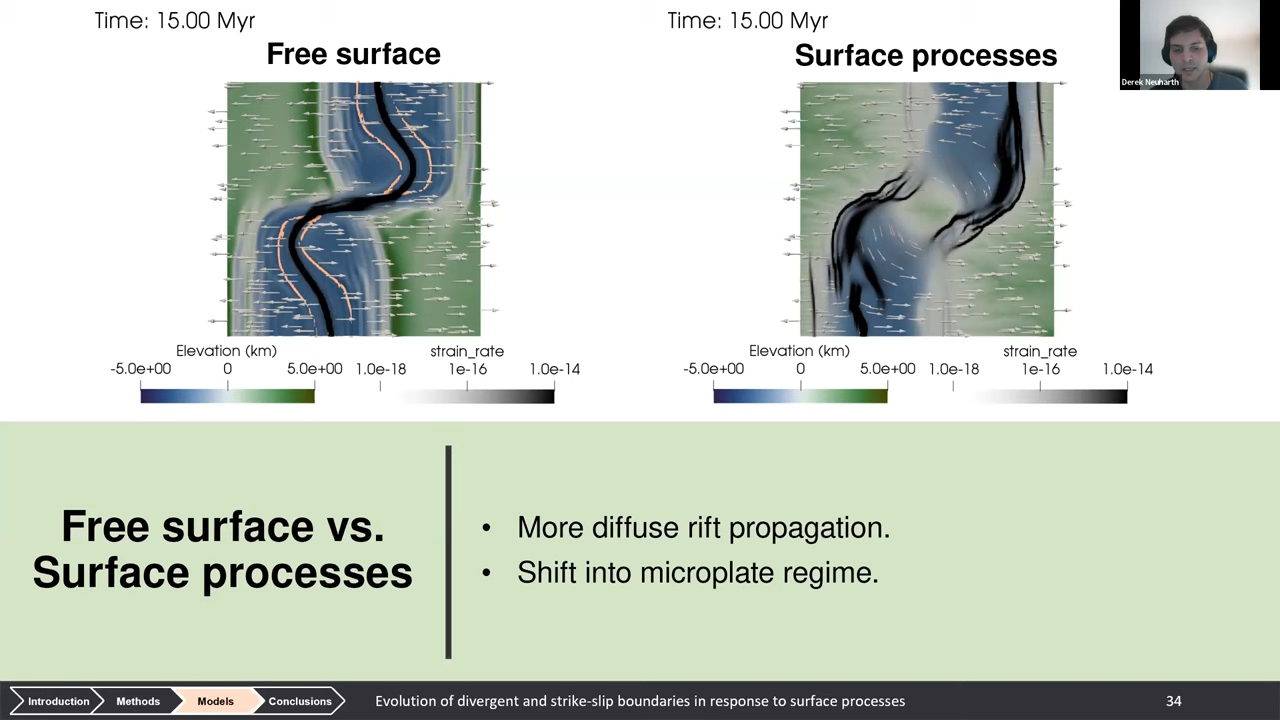 Time: 15.00 Myr
Free surface
Elevation (km)
-5.0e+00 0 5.0e+00
strain_rate
1.0e-18 1e-16 1.0e-14
Time: 15.00 Myr
Surface processes
Elevation (km)
-5.0e+00 0 5.0e+00
strain_rate
1.0e-18 1e-16 1.0e-14
Derek Neuharth
Free surface vs.
Surface processes
• More diffuse rift propagation.
• Shift into microplate regime.
Introduction Methods Models Conclusions
Evolution of divergent and strike-slip boundaries in response to surface processes
34